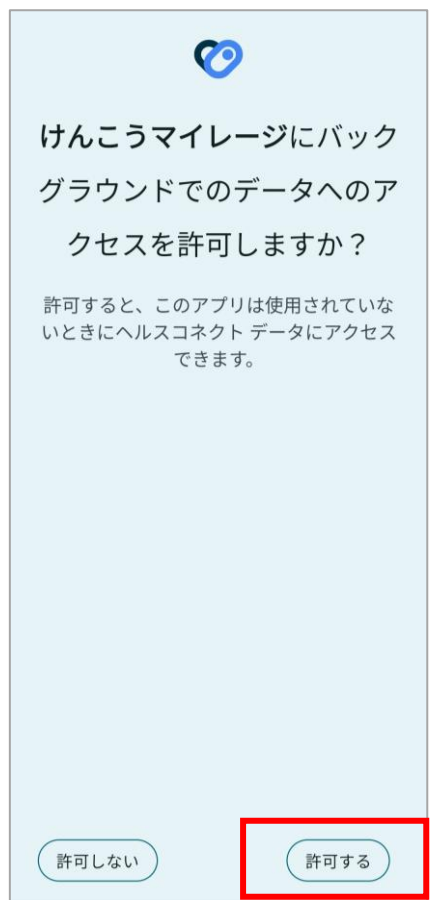 けんこうマイレージにバック
グラウンドでのデータへのア
クセスを許可しますか？
許可すると、このアプリは使用されていな
いときにヘルスコネクト データにアクセス
できます。
許可しない
許可する